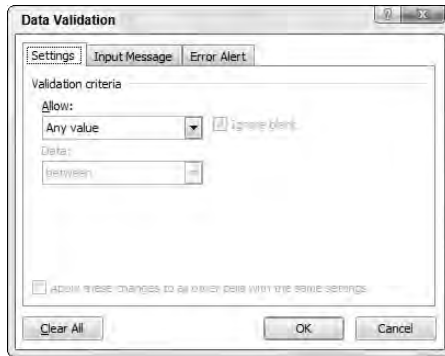 Data Validation
Settings Input Message Error Alert
Validation criteria
Allow:
Any value Ignore blank
Data:
between
Apply these changes to all other cells with the same settings
Clear All OK Cancel